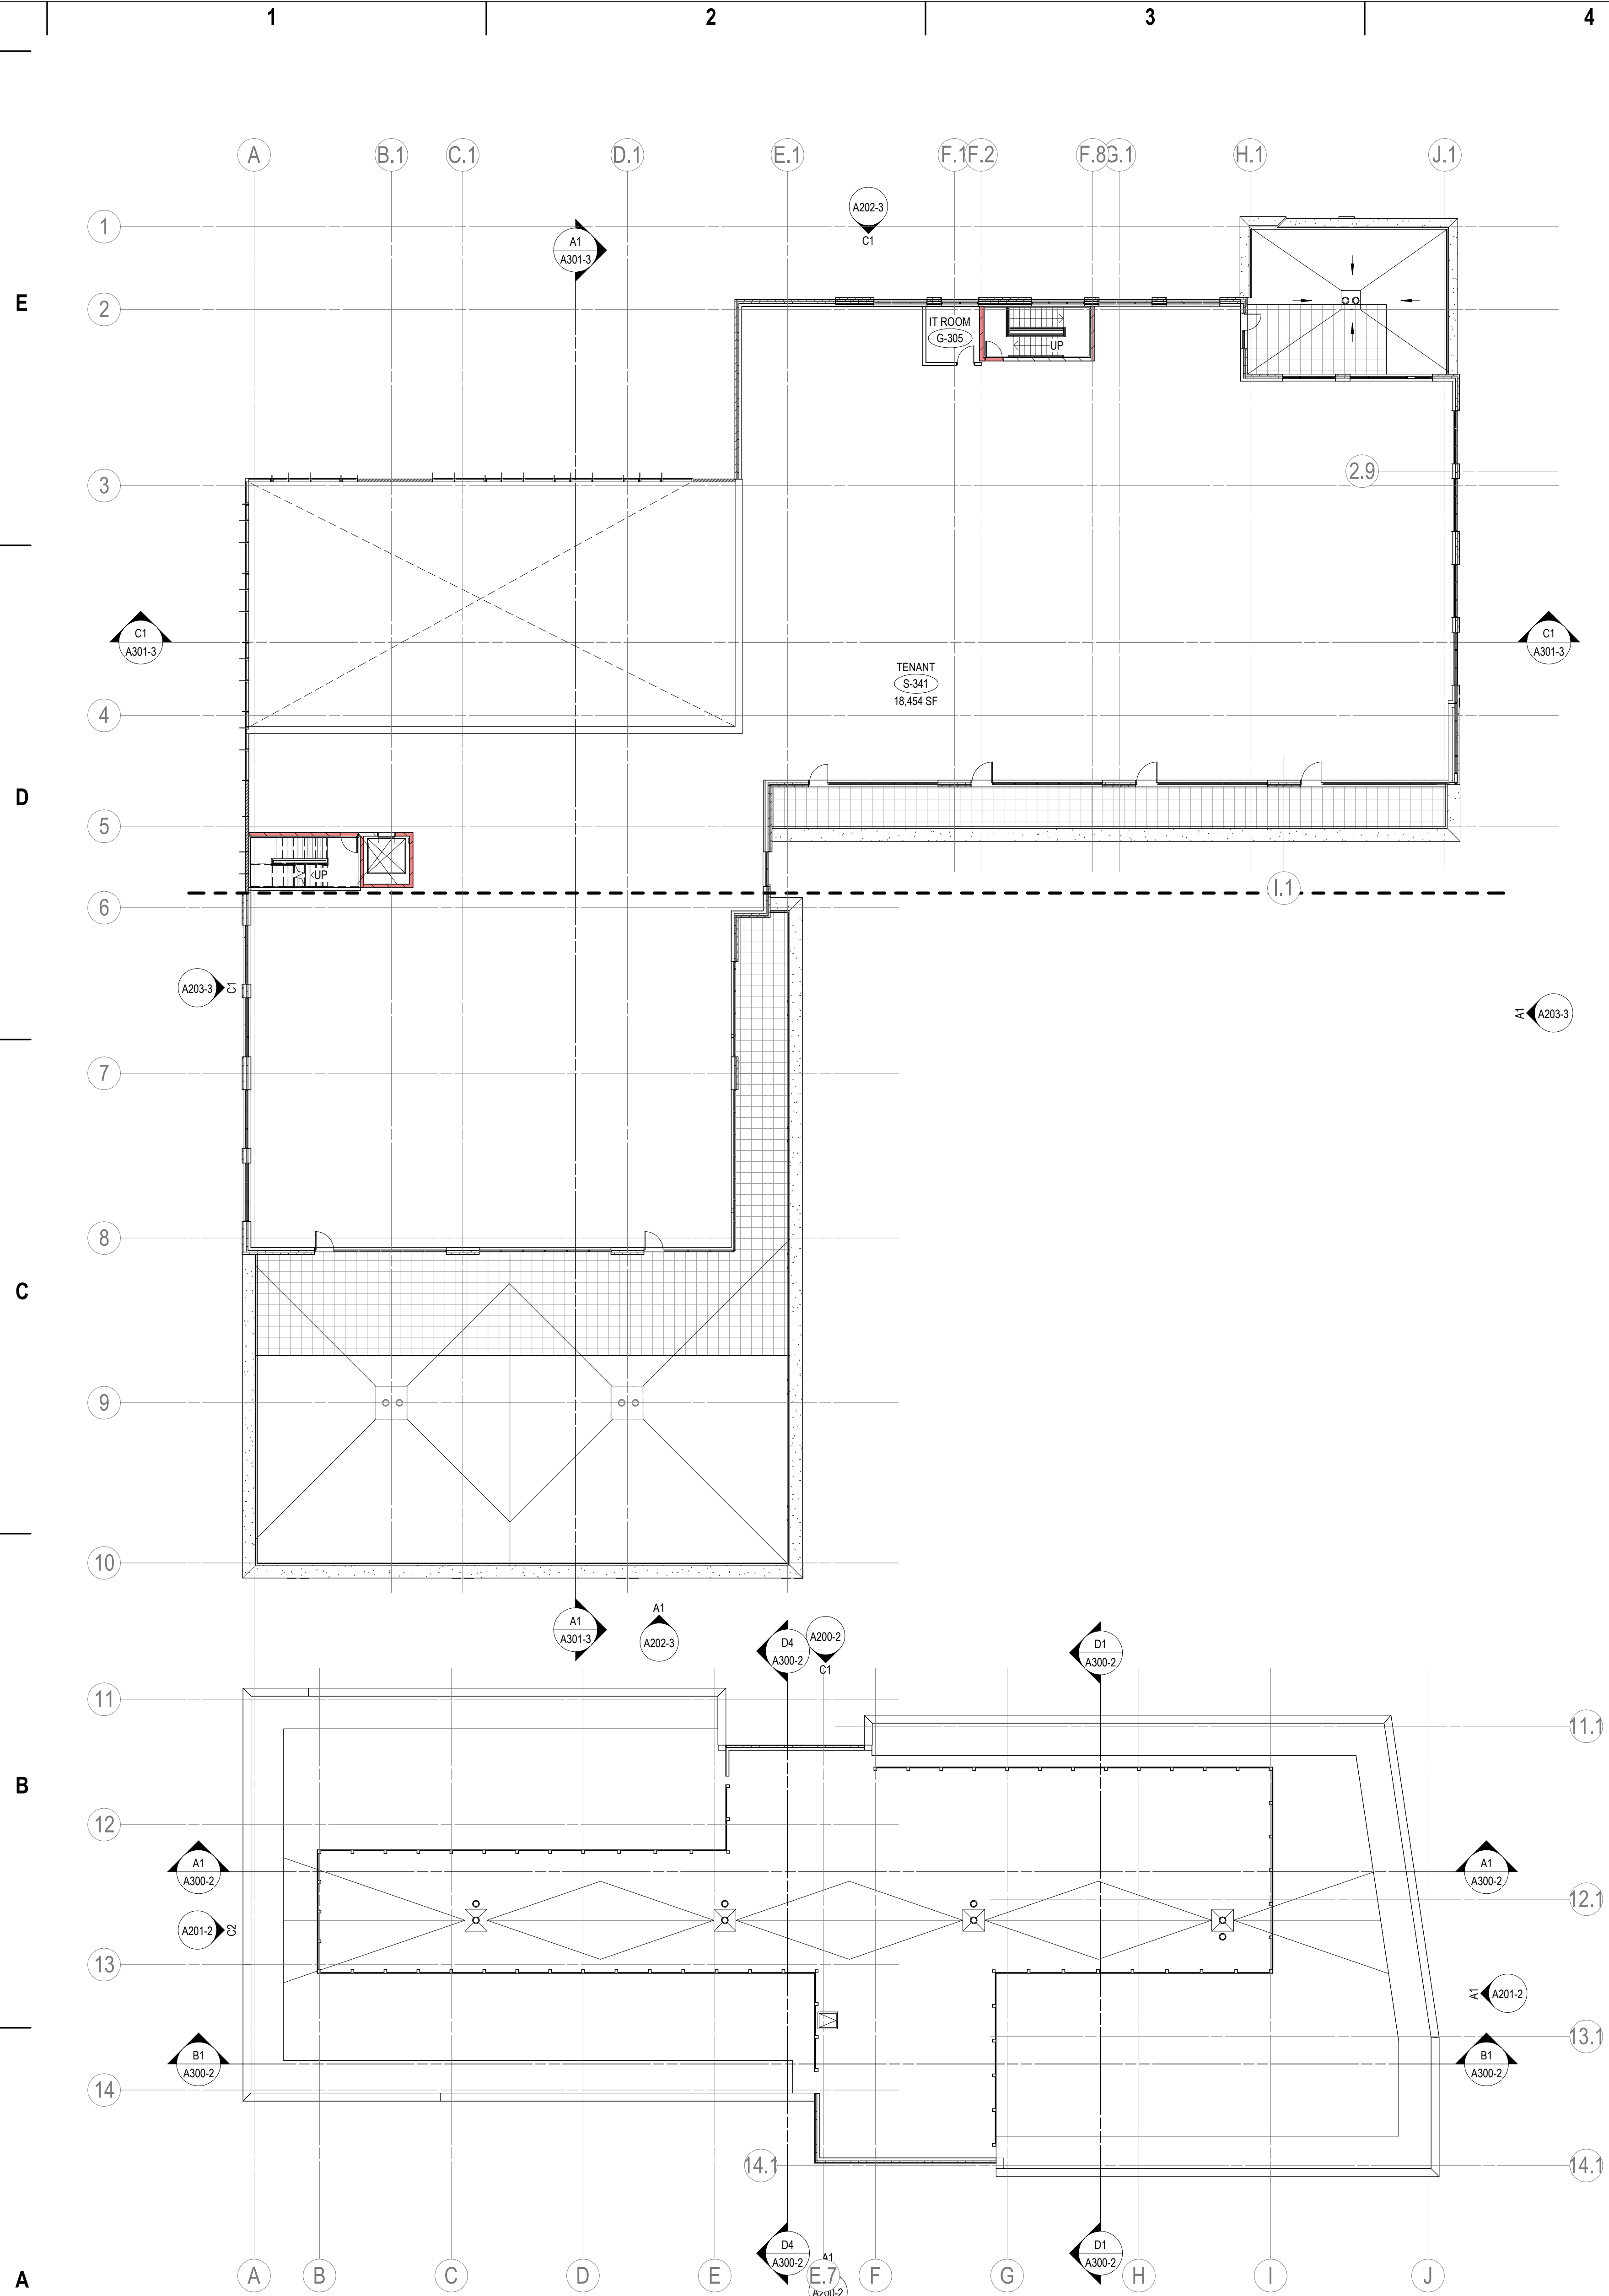 1 2 3 4
A B.1 C.1 D.1 E.1 F.1 F.2 F.8 G.1 H.1 J.1
1
A202-3
C1
A1
A301-3
E
2
IT ROOM
G-305
UP
3
2.9
C1
A301-3
C1
A301-3
TENANT
S-341
18,454 SF
4
D
5
UP
I.1
6
A203-3
C1
A1
A203-3
7
8
C
9
10
A1
A301-3
A1
A202-3
D4
A300-2
A200-2
C1
D1
A300-2
11
11.1
B
12
A1
A300-2
A1
A300-2
12.1
A201-2
C2
13
A1
A201-2
13.1
B1
A300-2
B1
A300-2
14
14.1
14.1
D4
A300-2
A1
D1
A300-2
A B C D E E.7 F G H I J
A200-2
A